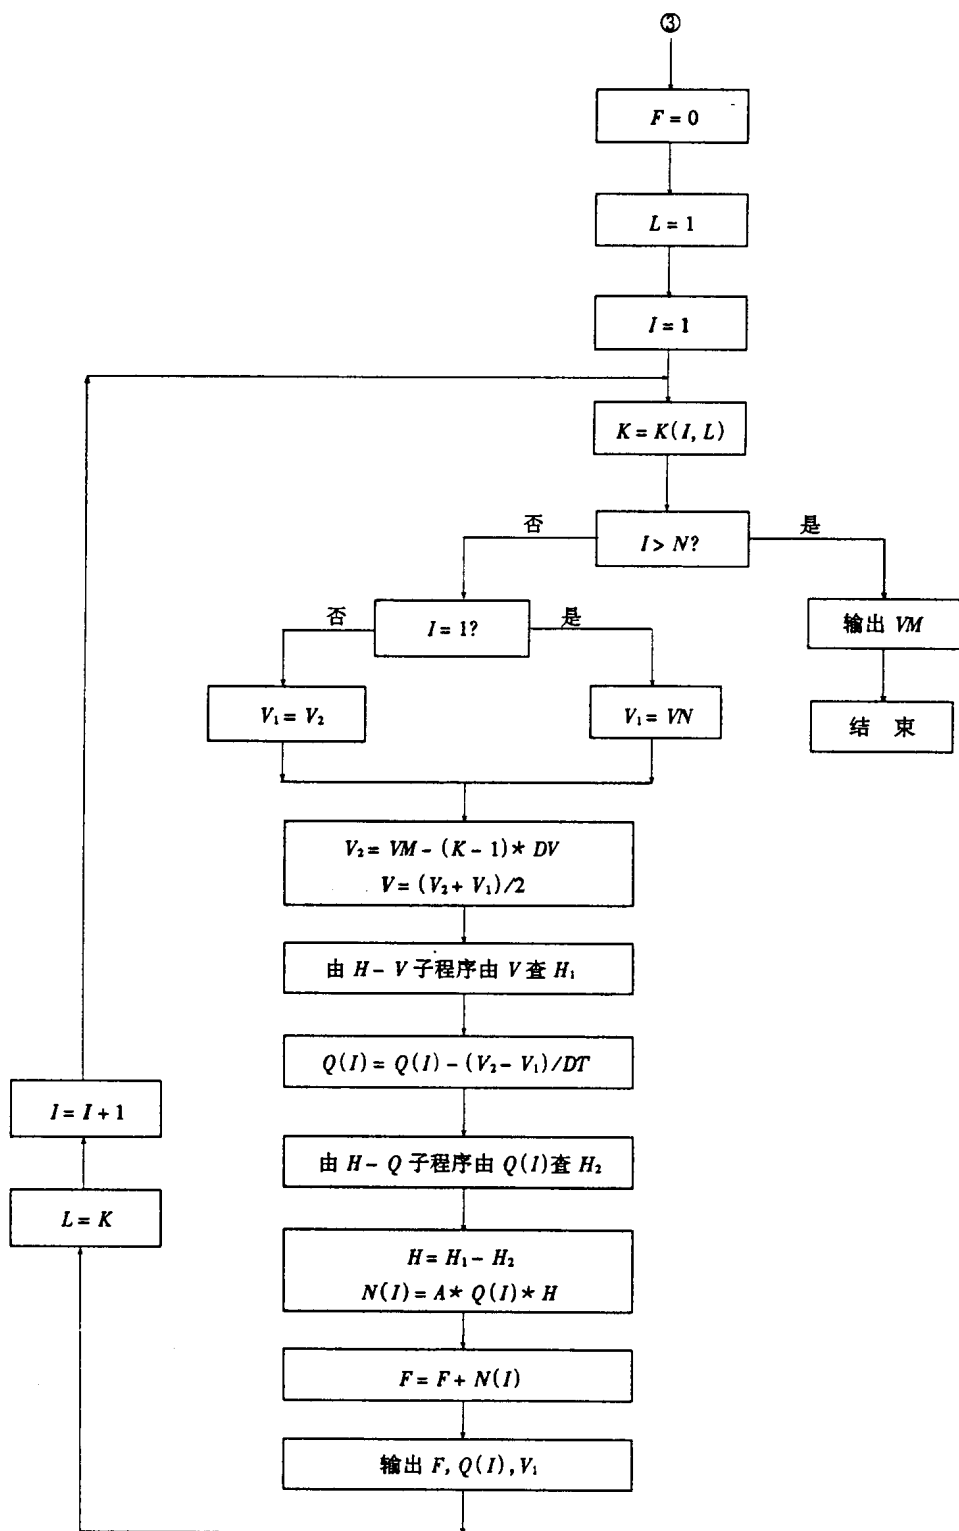 ③
F = 0
L = 1
I = 1
K = K(I, L)
I > N?
否
是
I = 1?
否
是
输出 VM
V₁ = V₂
V₁ = VN
结 束
V₂ = VM - (K - 1)* DV
V = (V₂ + V₁)/2
由 H - V 子程序由 V 查 H₁
Q(I) = Q(I) - (V₂ - V₁)/DT
I = I + 1
由 H - Q 子程序由 Q(I)查 H₂
L = K
H = H₁ - H₂
N(I) = A* Q(I)* H
F = F + N(I)
输出 F, Q(I), V₁